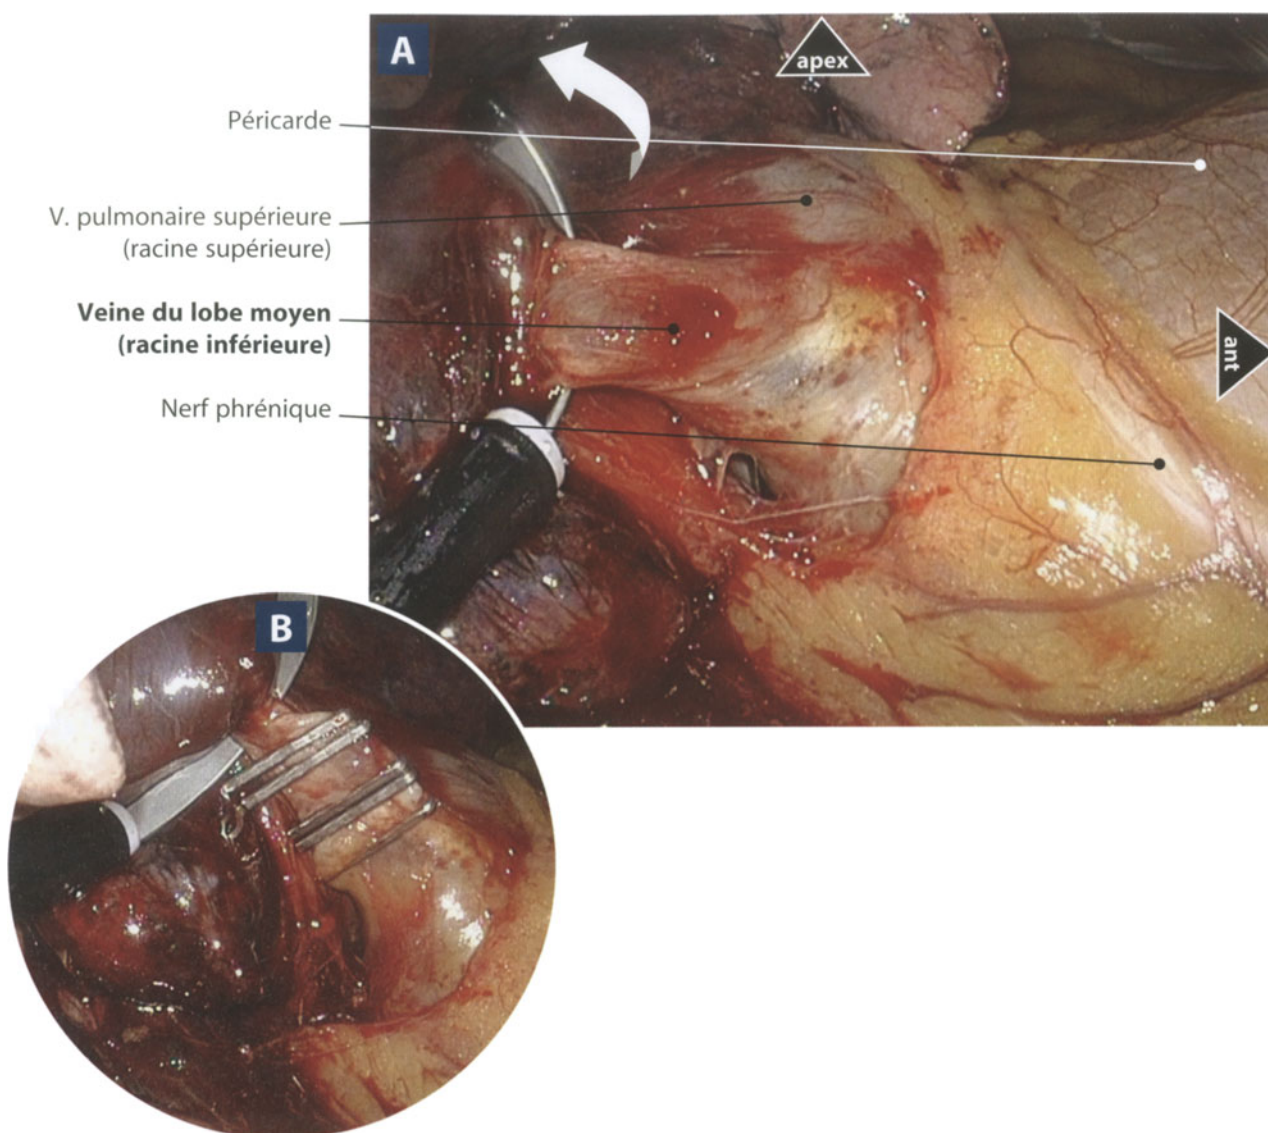 A
apex
Péricarde
V. pulmonaire supérieure
(racine supérieure)
Veine du lobe moyen
(racine inférieure)
ant
Nerf phrénique
B